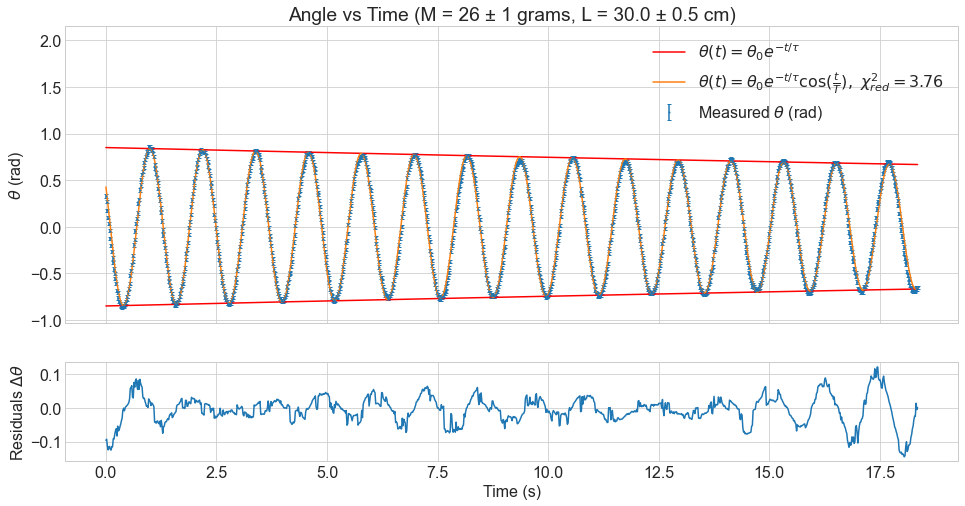 Angle vs Time (M = 26 ± 1 grams, L = 30.0 ± 0.5 cm)
θ(t) = θ₀e^{−t/τ}
θ(t) = θ₀e^{−t/τ}cos(t/T), χ²_{red} = 3.76
Measured θ (rad)
θ (rad)
2.0
1.5
1.0
0.5
0.0
−0.5
−1.0
Residuals Δθ
0.1
0.0
−0.1
0.0 2.5 5.0 7.5 10.0 12.5 15.0 17.5
Time (s)